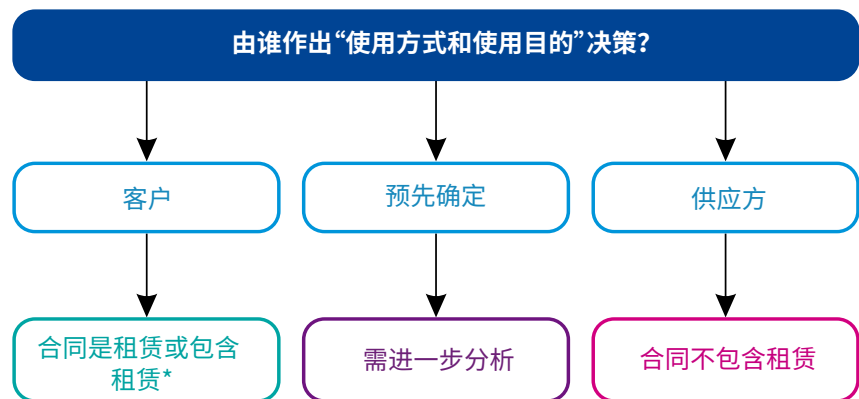 由谁作出“使用方式和使用目的”决策？
客户
预先确定
供应方
合同是租赁或包含
租赁*
需进一步分析
合同不包含租赁